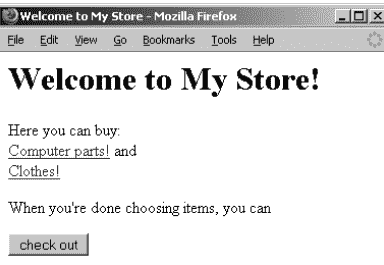 Welcome to My Store - Mozilla Firefox
File Edit View Go Bookmarks Tools Help
Welcome to My Store!
Here you can buy:
Computer parts! and
Clothes!
When you're done choosing items, you can
check out